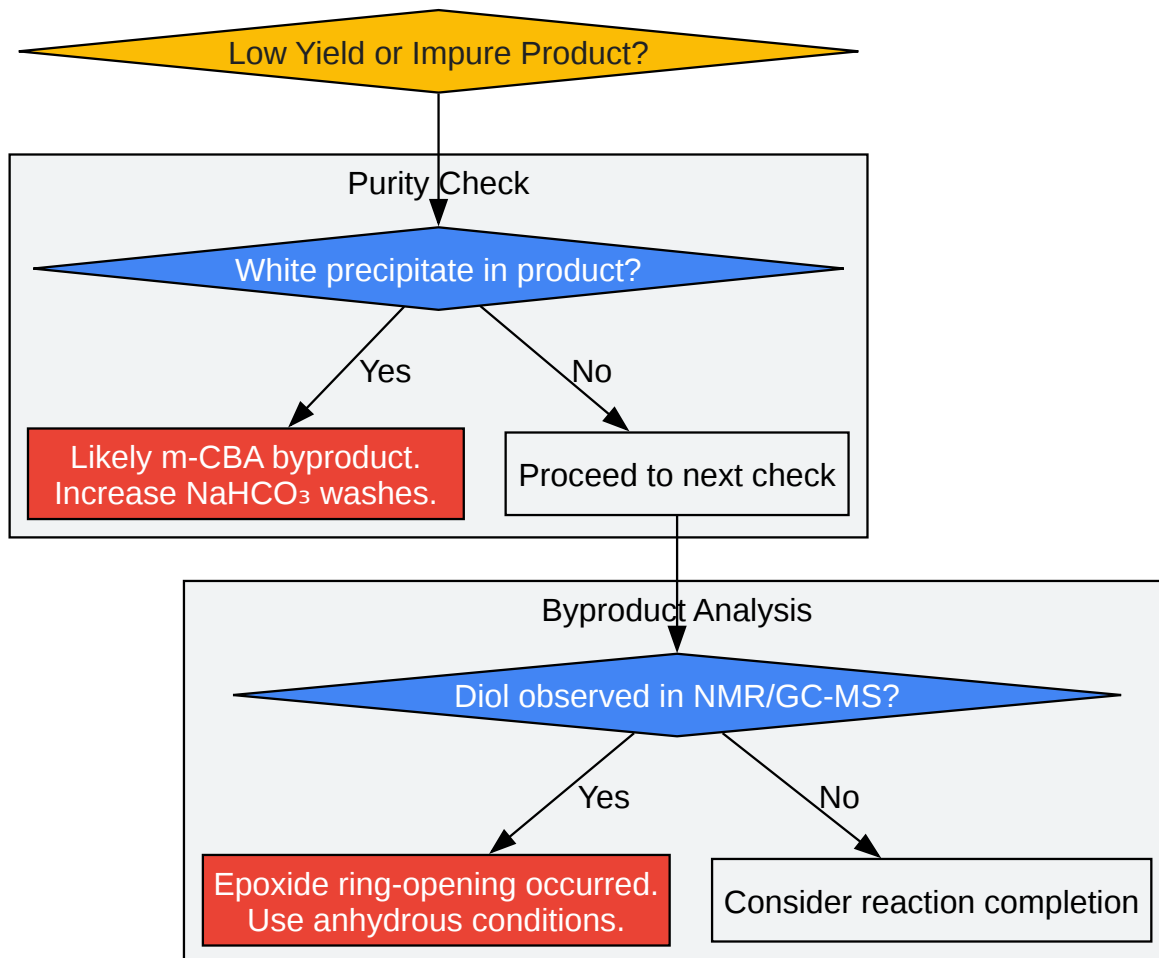 Low Yield or Impure Product?
Purity Check
White precipitate in product?
Yes
No
Likely m-CBA byproduct.
Increase NaHCO₃ washes.
Proceed to next check
Byproduct Analysis
Diol observed in NMR/GC-MS?
Yes
No
Epoxide ring-opening occurred.
Use anhydrous conditions.
Consider reaction completion